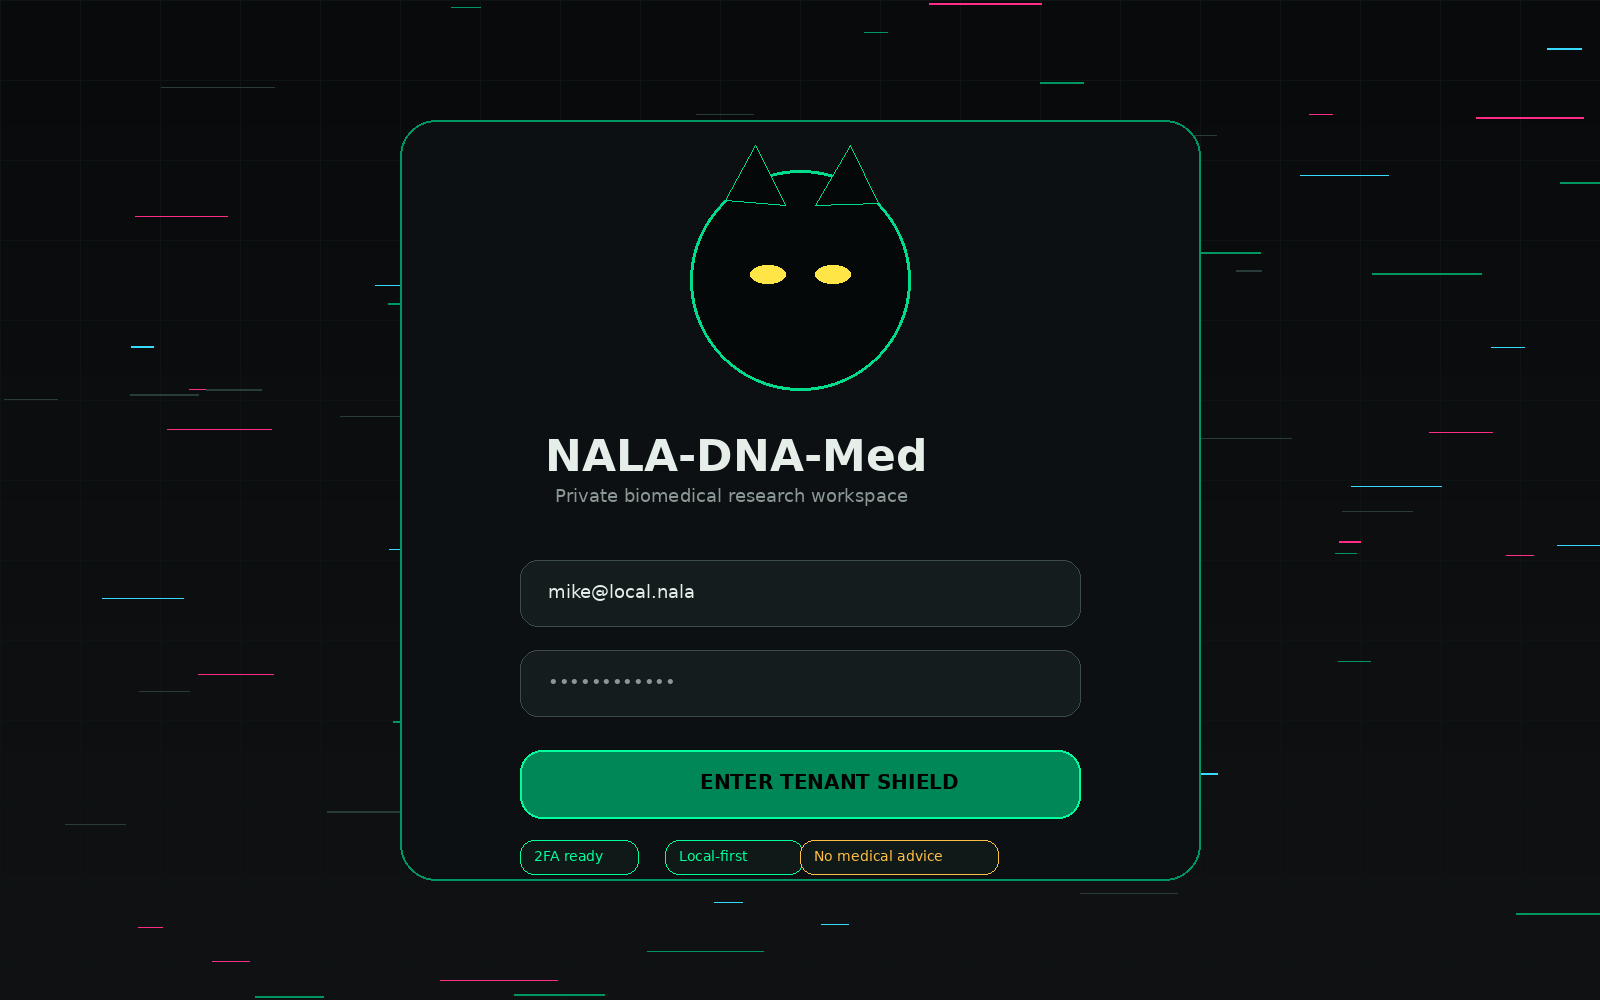 NALA-DNA-Med
Private biomedical research workspace
mike@local.nala
••••••••••••
ENTER TENANT SHIELD
2FA ready
Local-first
No medical advice